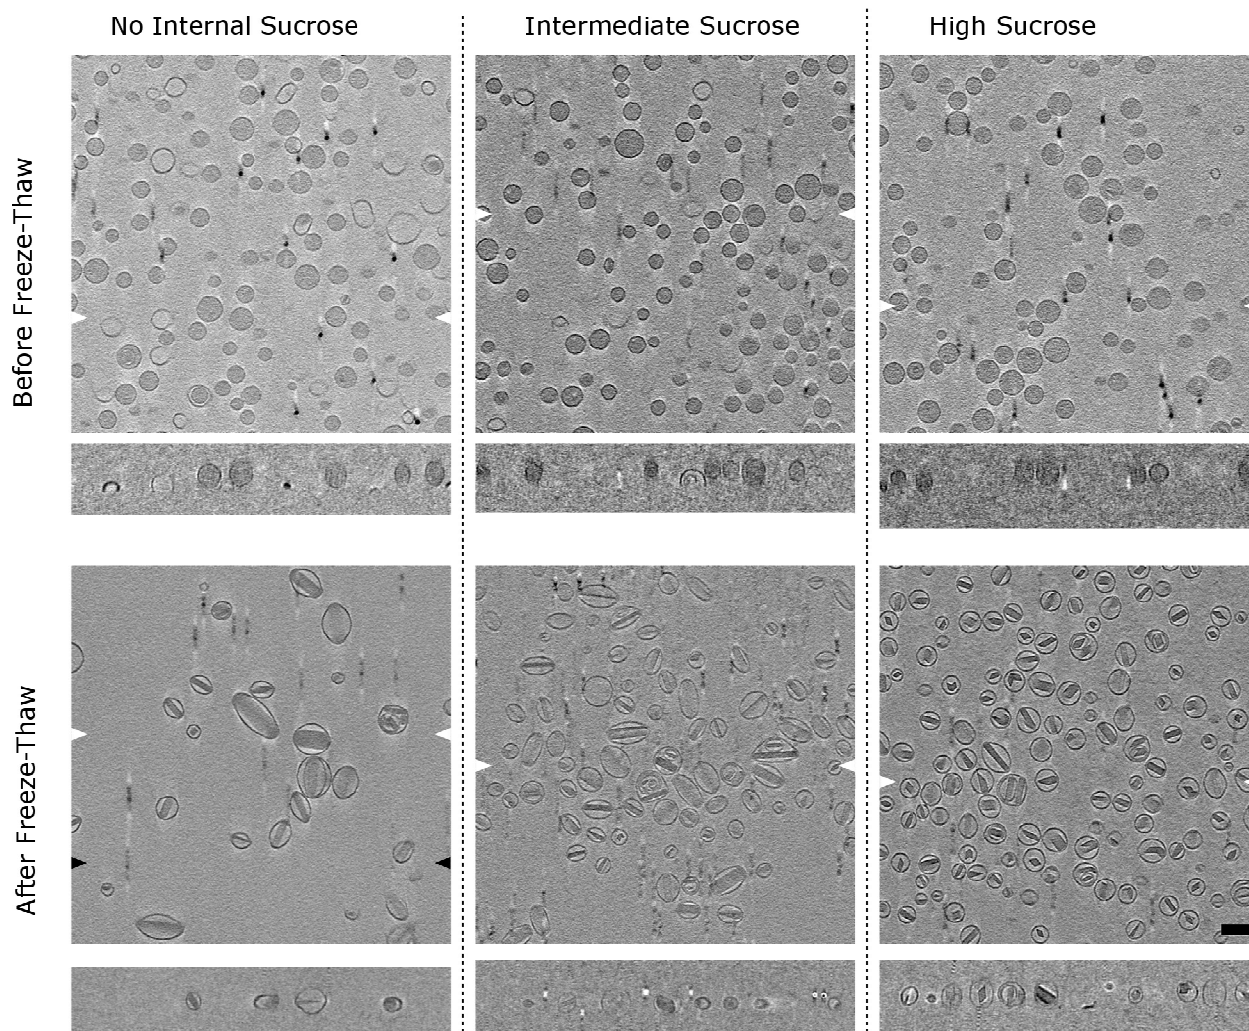 No Internal Sucrose
Intermediate Sucrose
High Sucrose
Before Freeze-Thaw
After Freeze-Thaw